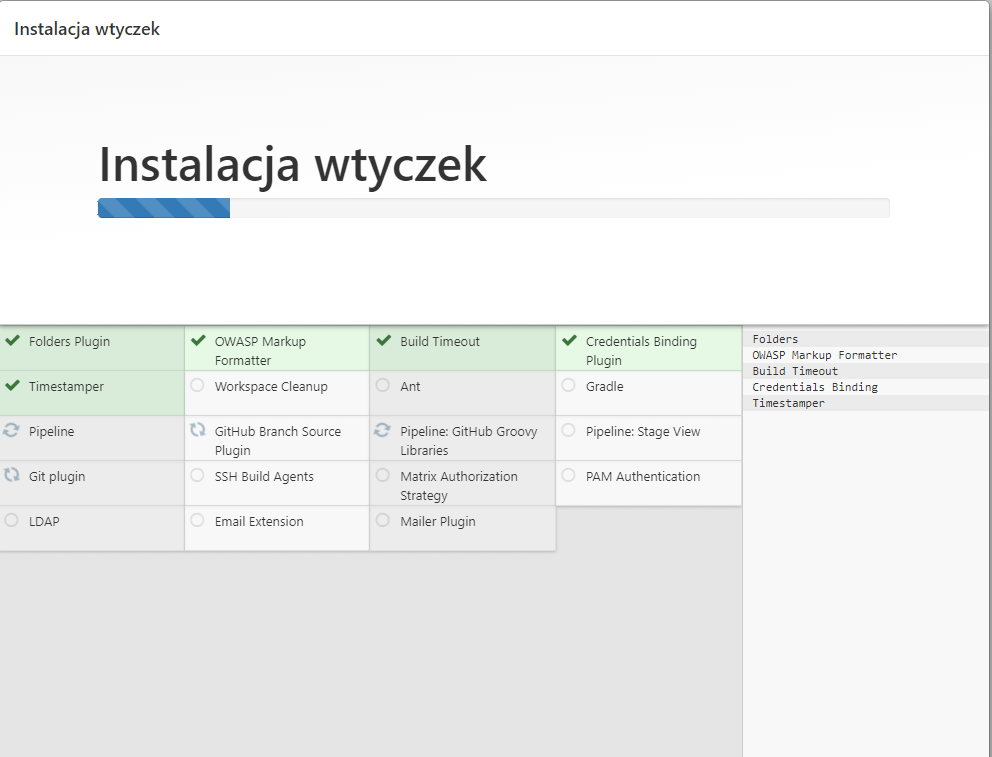 Instalacja wtyczek
Instalacja wtyczek
Folders Plugin
OWASP Markup
Formatter
Build Timeout
Credentials Binding
Plugin
Timestamper
Workspace Cleanup
Ant
Gradle
Pipeline
GitHub Branch Source
Plugin
Pipeline: GitHub Groovy
Libraries
Pipeline: Stage View
Git plugin
SSH Build Agents
Matrix Authorization
Strategy
PAM Authentication
LDAP
Email Extension
Mailer Plugin
Folders
OWASP Markup Formatter
Build Timeout
Credentials Binding
Timestamper